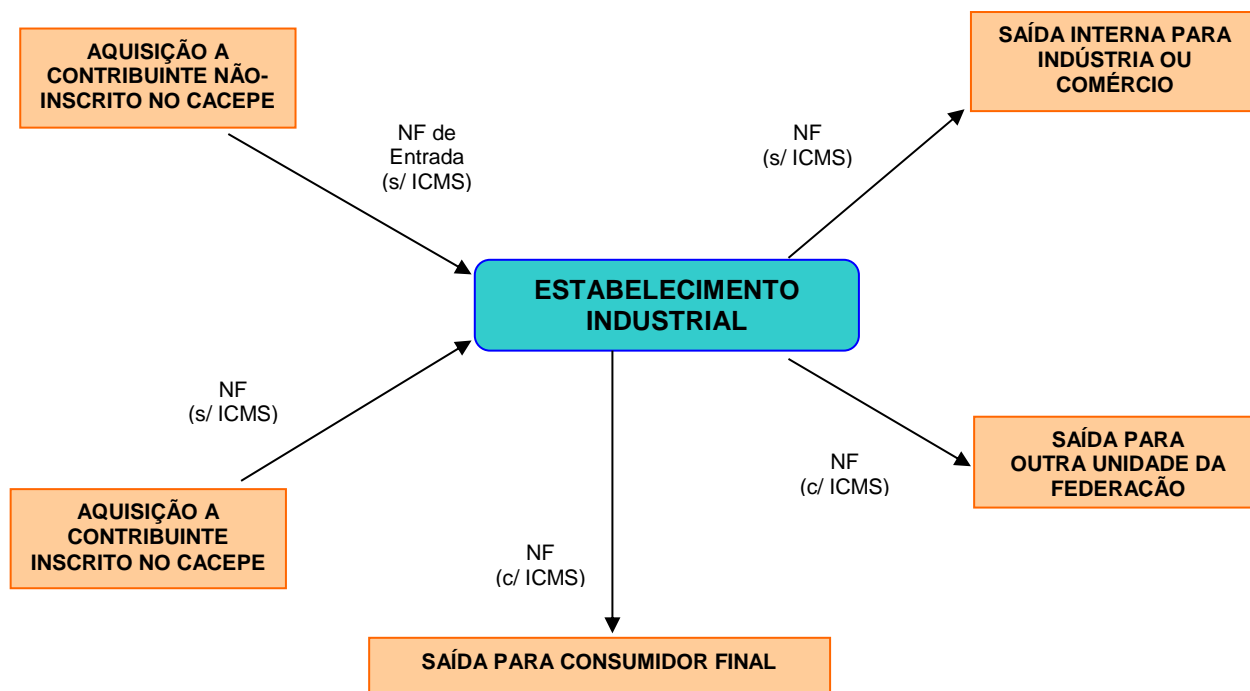 AQUISIÇÃO A
CONTRIBUINTE NÃO-
INSCRITO NO CACEPE
SAÍDA INTERNA PARA
INDÚSTRIA OU
COMÉRCIO
NF de
Entrada
(s/ ICMS)
NF
(s/ ICMS)
ESTABELECIMENTO
INDUSTRIAL
NF
(s/ ICMS)
AQUISIÇÃO A
CONTRIBUINTE
INSCRITO NO CACEPE
NF
(c/ ICMS)
SAÍDA PARA
OUTRA UNIDADE DA
FEDERAÇÃO
NF
(c/ ICMS)
SAÍDA PARA CONSUMIDOR FINAL